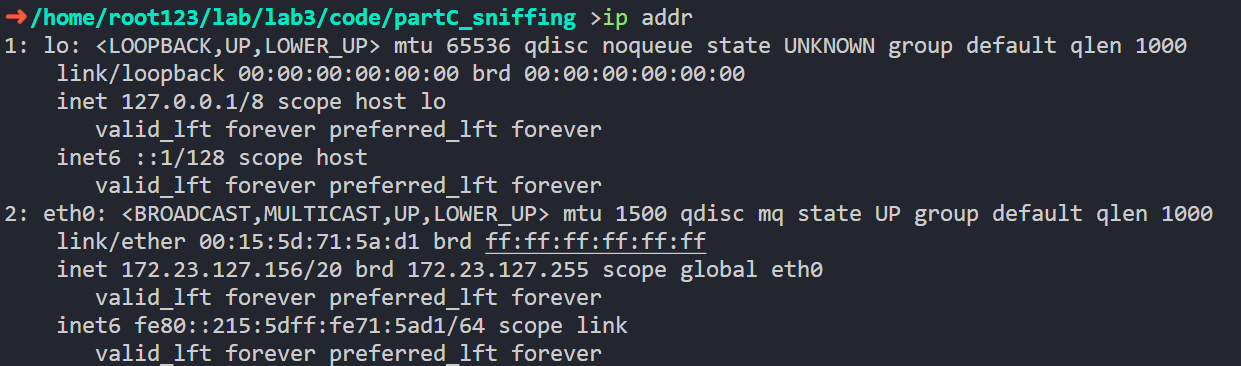 ➜/home/root123/lab/lab3/code/partC_sniffing >ip addr
1: lo: <LOOPBACK,UP,LOWER_UP> mtu 65536 qdisc noqueue state UNKNOWN group default qlen 1000
    link/loopback 00:00:00:00:00:00 brd 00:00:00:00:00:00
    inet 127.0.0.1/8 scope host lo
       valid_lft forever preferred_lft forever
    inet6 ::1/128 scope host
       valid_lft forever preferred_lft forever
2: eth0: <BROADCAST,MULTICAST,UP,LOWER_UP> mtu 1500 qdisc mq state UP group default qlen 1000
    link/ether 00:15:5d:71:5a:d1 brd ff:ff:ff:ff:ff:ff
    inet 172.23.127.156/20 brd 172.23.127.255 scope global eth0
       valid_lft forever preferred_lft forever
    inet6 fe80::215:5dff:fe71:5ad1/64 scope link
       valid_lft forever preferred_lft forever